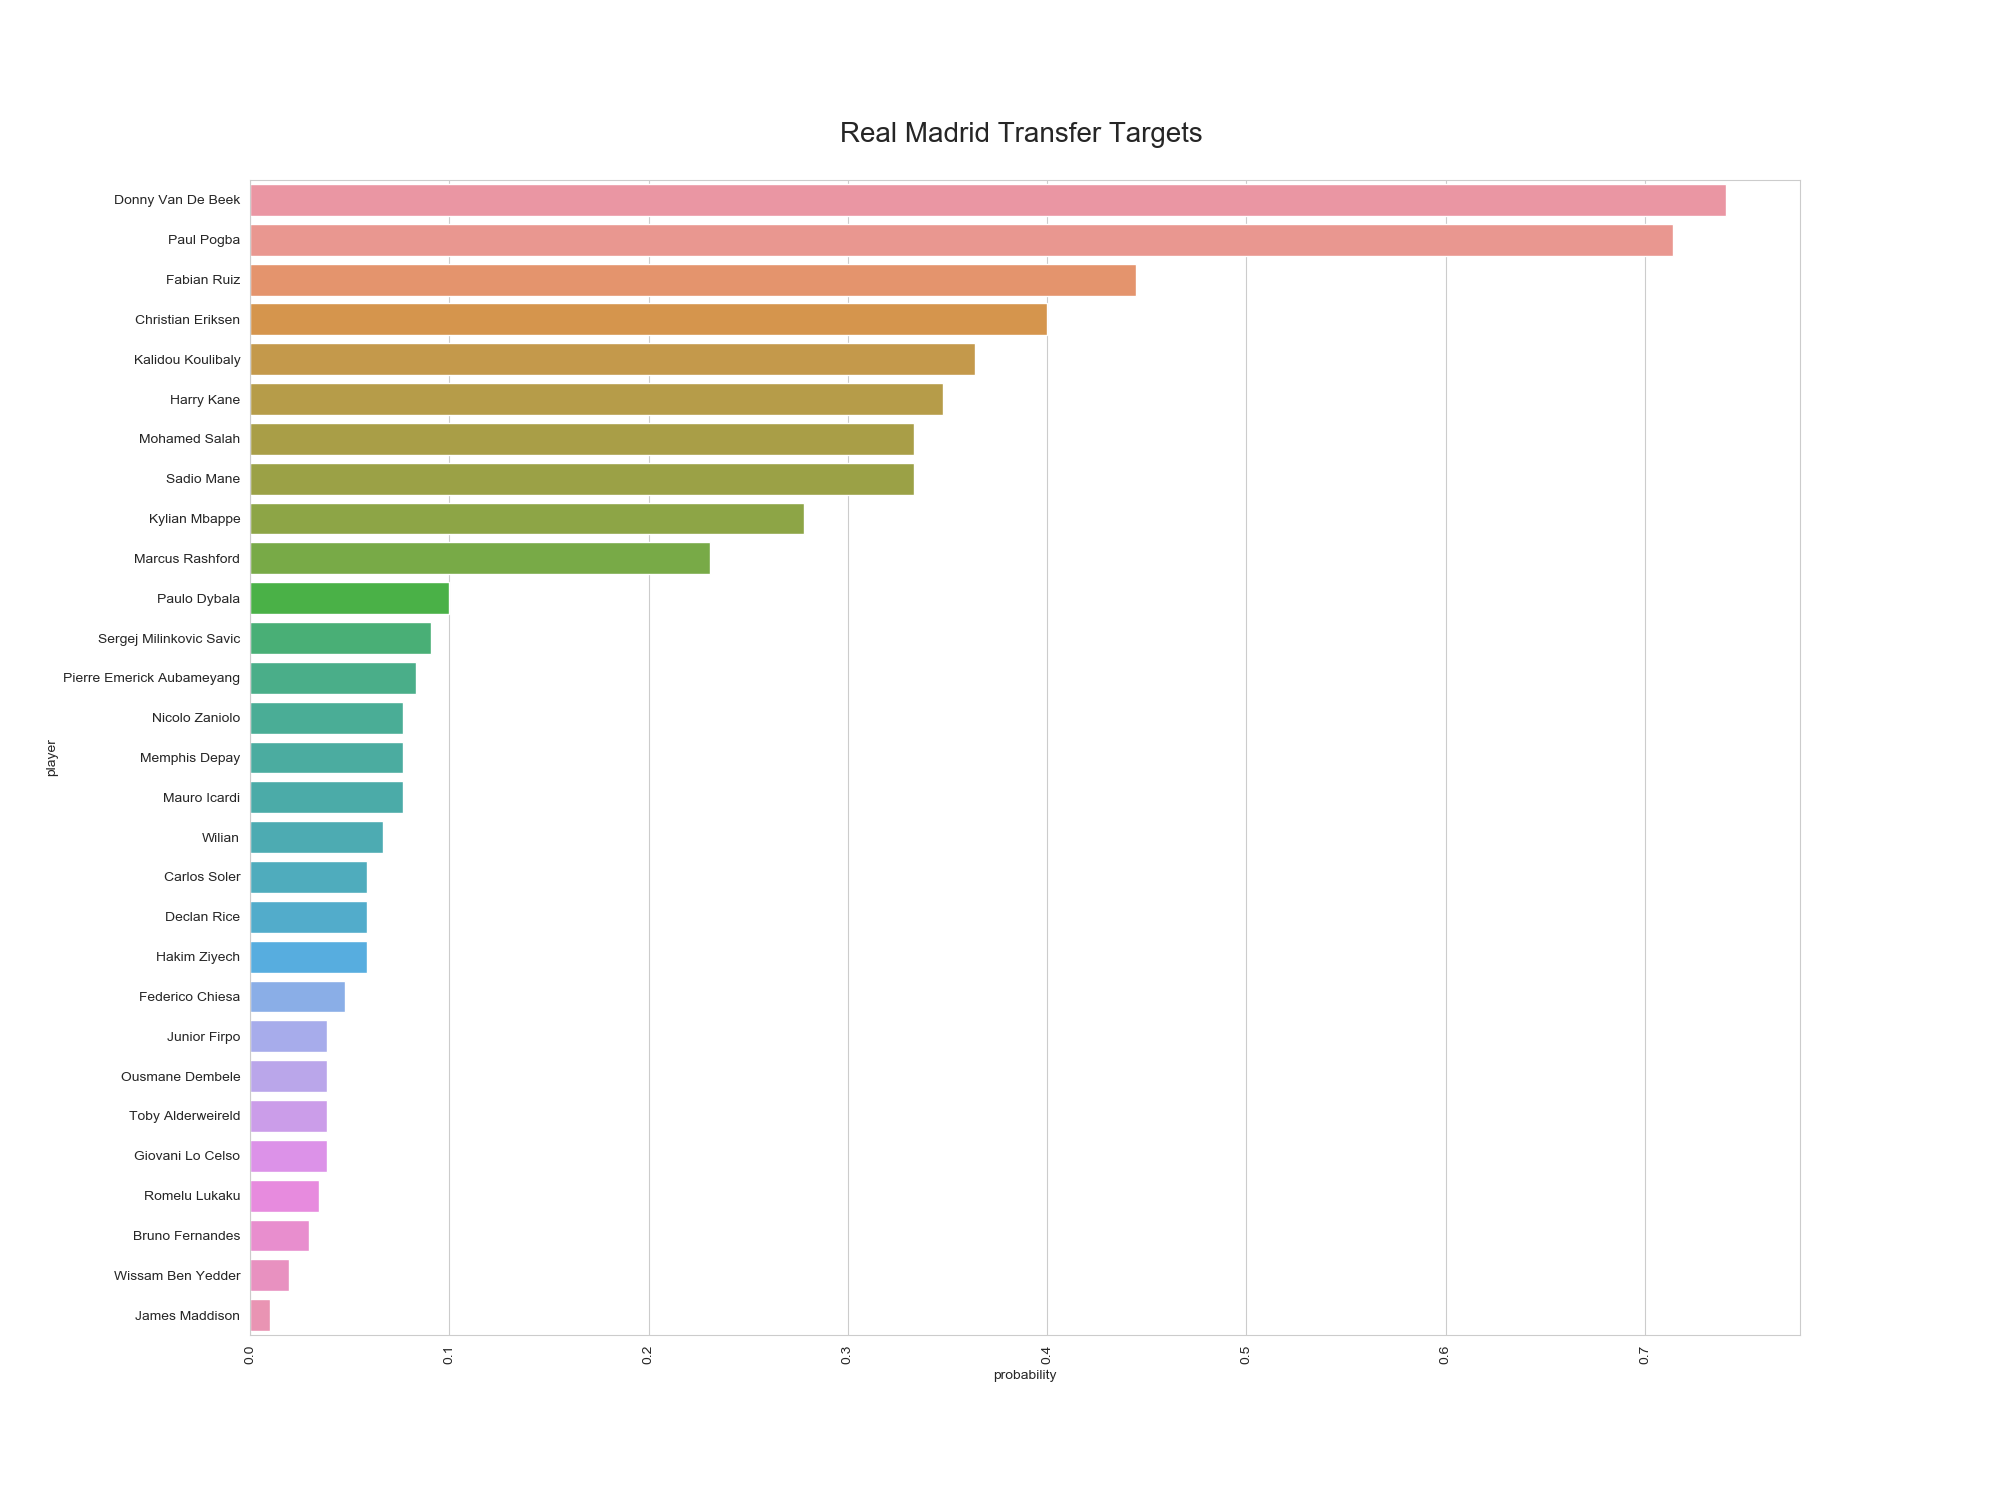 Real Madrid Transfer Targets
Donny Van De Beek
Paul Pogba
Fabian Ruiz
Christian Eriksen
Kalidou Koulibaly
Harry Kane
Mohamed Salah
Sadio Mane
Kylian Mbappe
Marcus Rashford
Paulo Dybala
Sergej Milinkovic Savic
Pierre Emerick Aubameyang
Nicolo Zaniolo
Memphis Depay
Mauro Icardi
Wilian
Carlos Soler
Declan Rice
Hakim Ziyech
Federico Chiesa
Junior Firpo
Ousmane Dembele
Toby Alderweireld
Giovani Lo Celso
Romelu Lukaku
Bruno Fernandes
Wissam Ben Yedder
James Maddison
player
0.0 0.1 0.2 0.3 0.4 0.5 0.6 0.7
probability